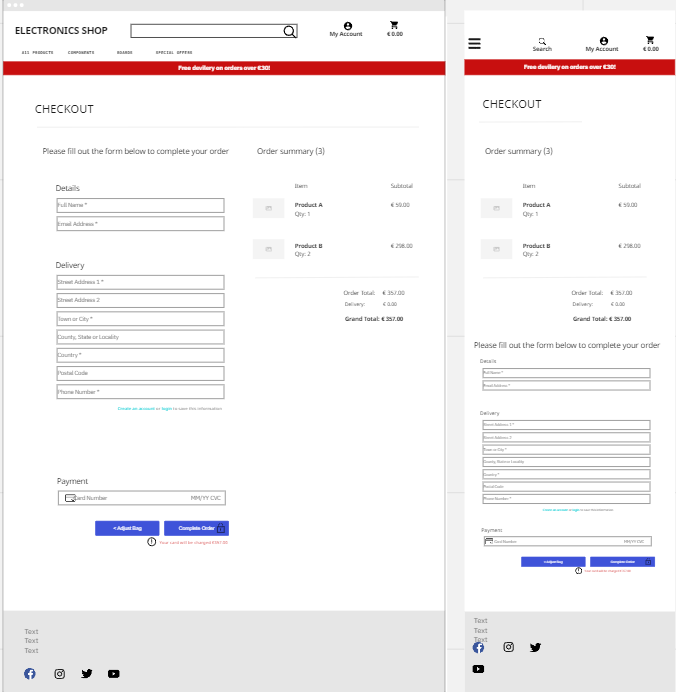 ELECTRONICS SHOP
My Account
€ 0.00
ALL PRODUCTS COMPONENTS BOARDS SPECIAL OFFER
Free devilery on orders over €30!
CHECKOUT
Please fill out the form below to complete your order
Details
Full Name *
Email Address *
Delivery
Street Address 1 *
Street Address 2
Town or City *
County, State or Locality
Country *
Postal Code
Phone Number *
Create an account or login to save this information
Payment
Card Number MM/YY CVC
< Adjust Bag Complete Order
Your card will be charged €357.00
Order summary (3)
Item Subtotal
Product A € 59.00
Qty: 1
Product B € 298.00
Qty: 2
Order Total: € 357.00
Delivery: € 0.00
Grand Total: € 357.00
Text
Text
Text
Search
My Account
€ 0.00
Free devilery on orders over €30!
CHECKOUT
Order summary (3)
Item Subtotal
Product A € 59.00
Qty: 1
Product B € 298.00
Qty: 2
Order Total: € 357.00
Delivery: € 0.00
Grand Total: € 357.00
Please fill out the form below to complete your order
Details
Full Name *
Email Address *
Delivery
Street Address 1 *
Street Address 2
Town or City *
County, State or Locality
Country *
Postal Code
Phone Number *
Create an account or login to save this information
Payment
Card Number MM/YY CVC
< Adjust Bag Complete Order
Text
Text
Text